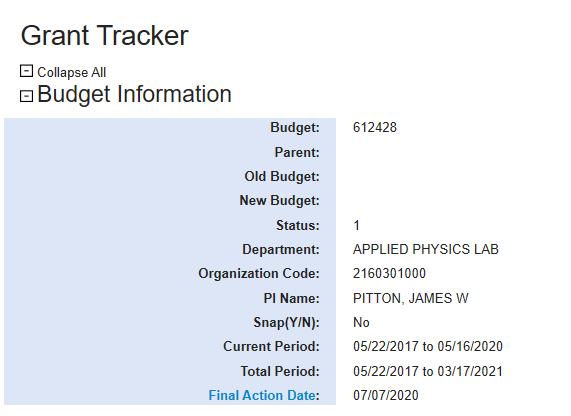 Grant Tracker
Collapse All
Budget Information
Budget: 612428
Parent:
Old Budget:
New Budget:
Status: 1
Department: APPLIED PHYSICS LAB
Organization Code: 2160301000
PI Name: PITTON, JAMES W
Snap(Y/N): No
Current Period: 05/22/2017 to 05/16/2020
Total Period: 05/22/2017 to 03/17/2021
Final Action Date: 07/07/2020